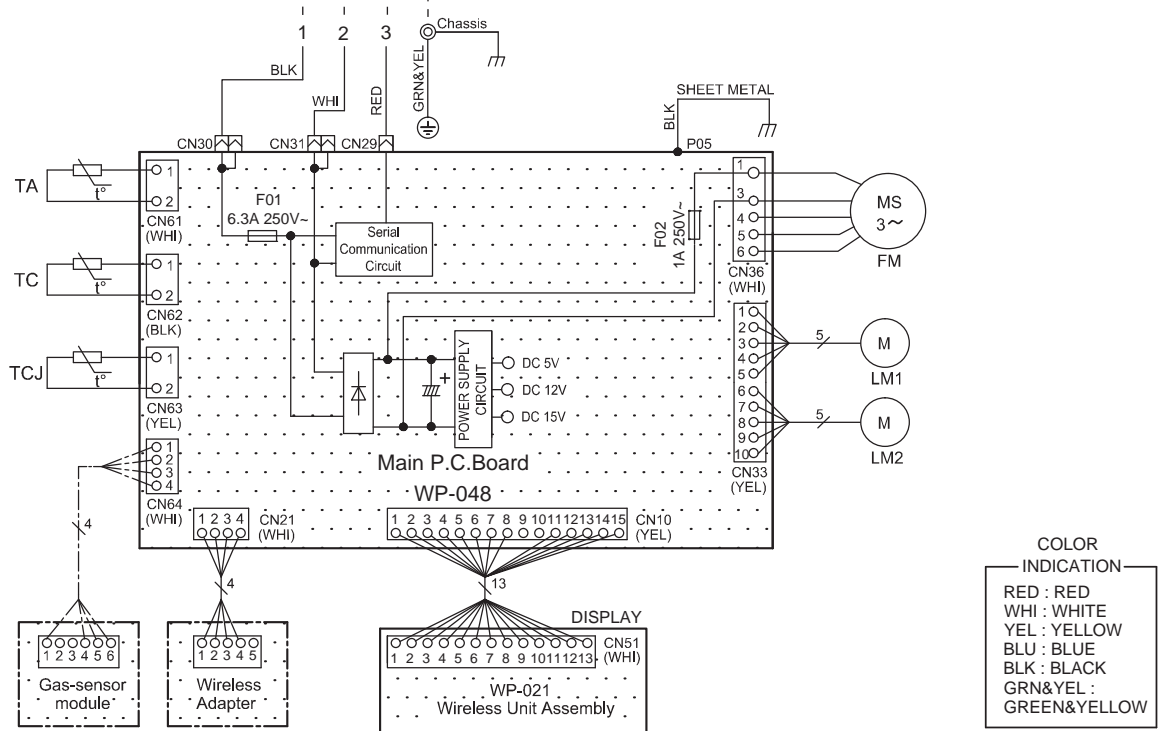 1 2 3
Chassis
BLK
WHI
RED
GRN&YEL
SHEET METAL
BLK
CN30 CN31 CN29 P05
TA
t°
1
2
CN61
(WHI)
F01
6.3A 250V~
Serial
Communication
Circuit
F02
1A 250V~
1
3
4
5
6
CN36
(WHI)
MS
3~
FM
TC
t°
1
2
CN62
(BLK)
TCJ
t°
1
2
CN63
(YEL)
+
POWER SUPPLY
CIRCUIT
DC 5V
DC 12V
DC 15V
1
2
3
4
5
6
7
8
9
10
CN33
(YEL)
5
M
LM1
5
M
LM2
1
2
3
4
CN64
(WHI)
Main P.C.Board
WP-048
1 2 3 4 CN21
(WHI)
1 2 3 4 5 6 7 8 9 10 11 12 13 14 15 CN10
(YEL)
4
4
13
1 2 3 4 5 6
Gas-sensor
module
1 2 3 4 5
Wireless
Adapter
DISPLAY
CN51
1 2 3 4 5 6 7 8 9 10 11 12 13 (WHI)
WP-021
Wireless Unit Assembly
COLOR
INDICATION
RED : RED
WHI : WHITE
YEL : YELLOW
BLU : BLUE
BLK : BLACK
GRN&YEL :
GREEN&YELLOW